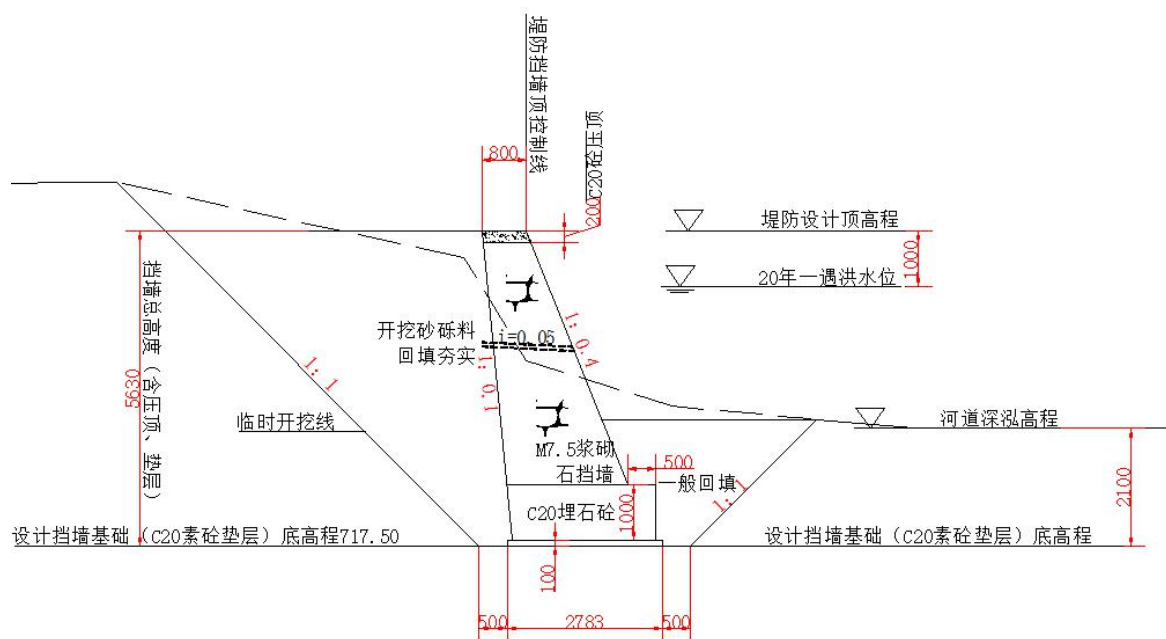 堤防挡墙顶控制线
C20砼压顶
800
200
堤防设计顶高程
1000
20年一遇洪水位
挡墙总高度（含压顶、垫层）
5630
开挖砂砾料
回填夯实
i=0.05
1: 0.4
1: 0.1
1: 1
临时开挖线
河道深泓高程
M7.5浆砌
石挡墙
500
一般回填
1: 1
2100
C20埋石砼
1000
设计挡墙基础（C20素砼垫层）底高程717.50
设计挡墙基础（C20素砼垫层）底高程
100
500
2783
500